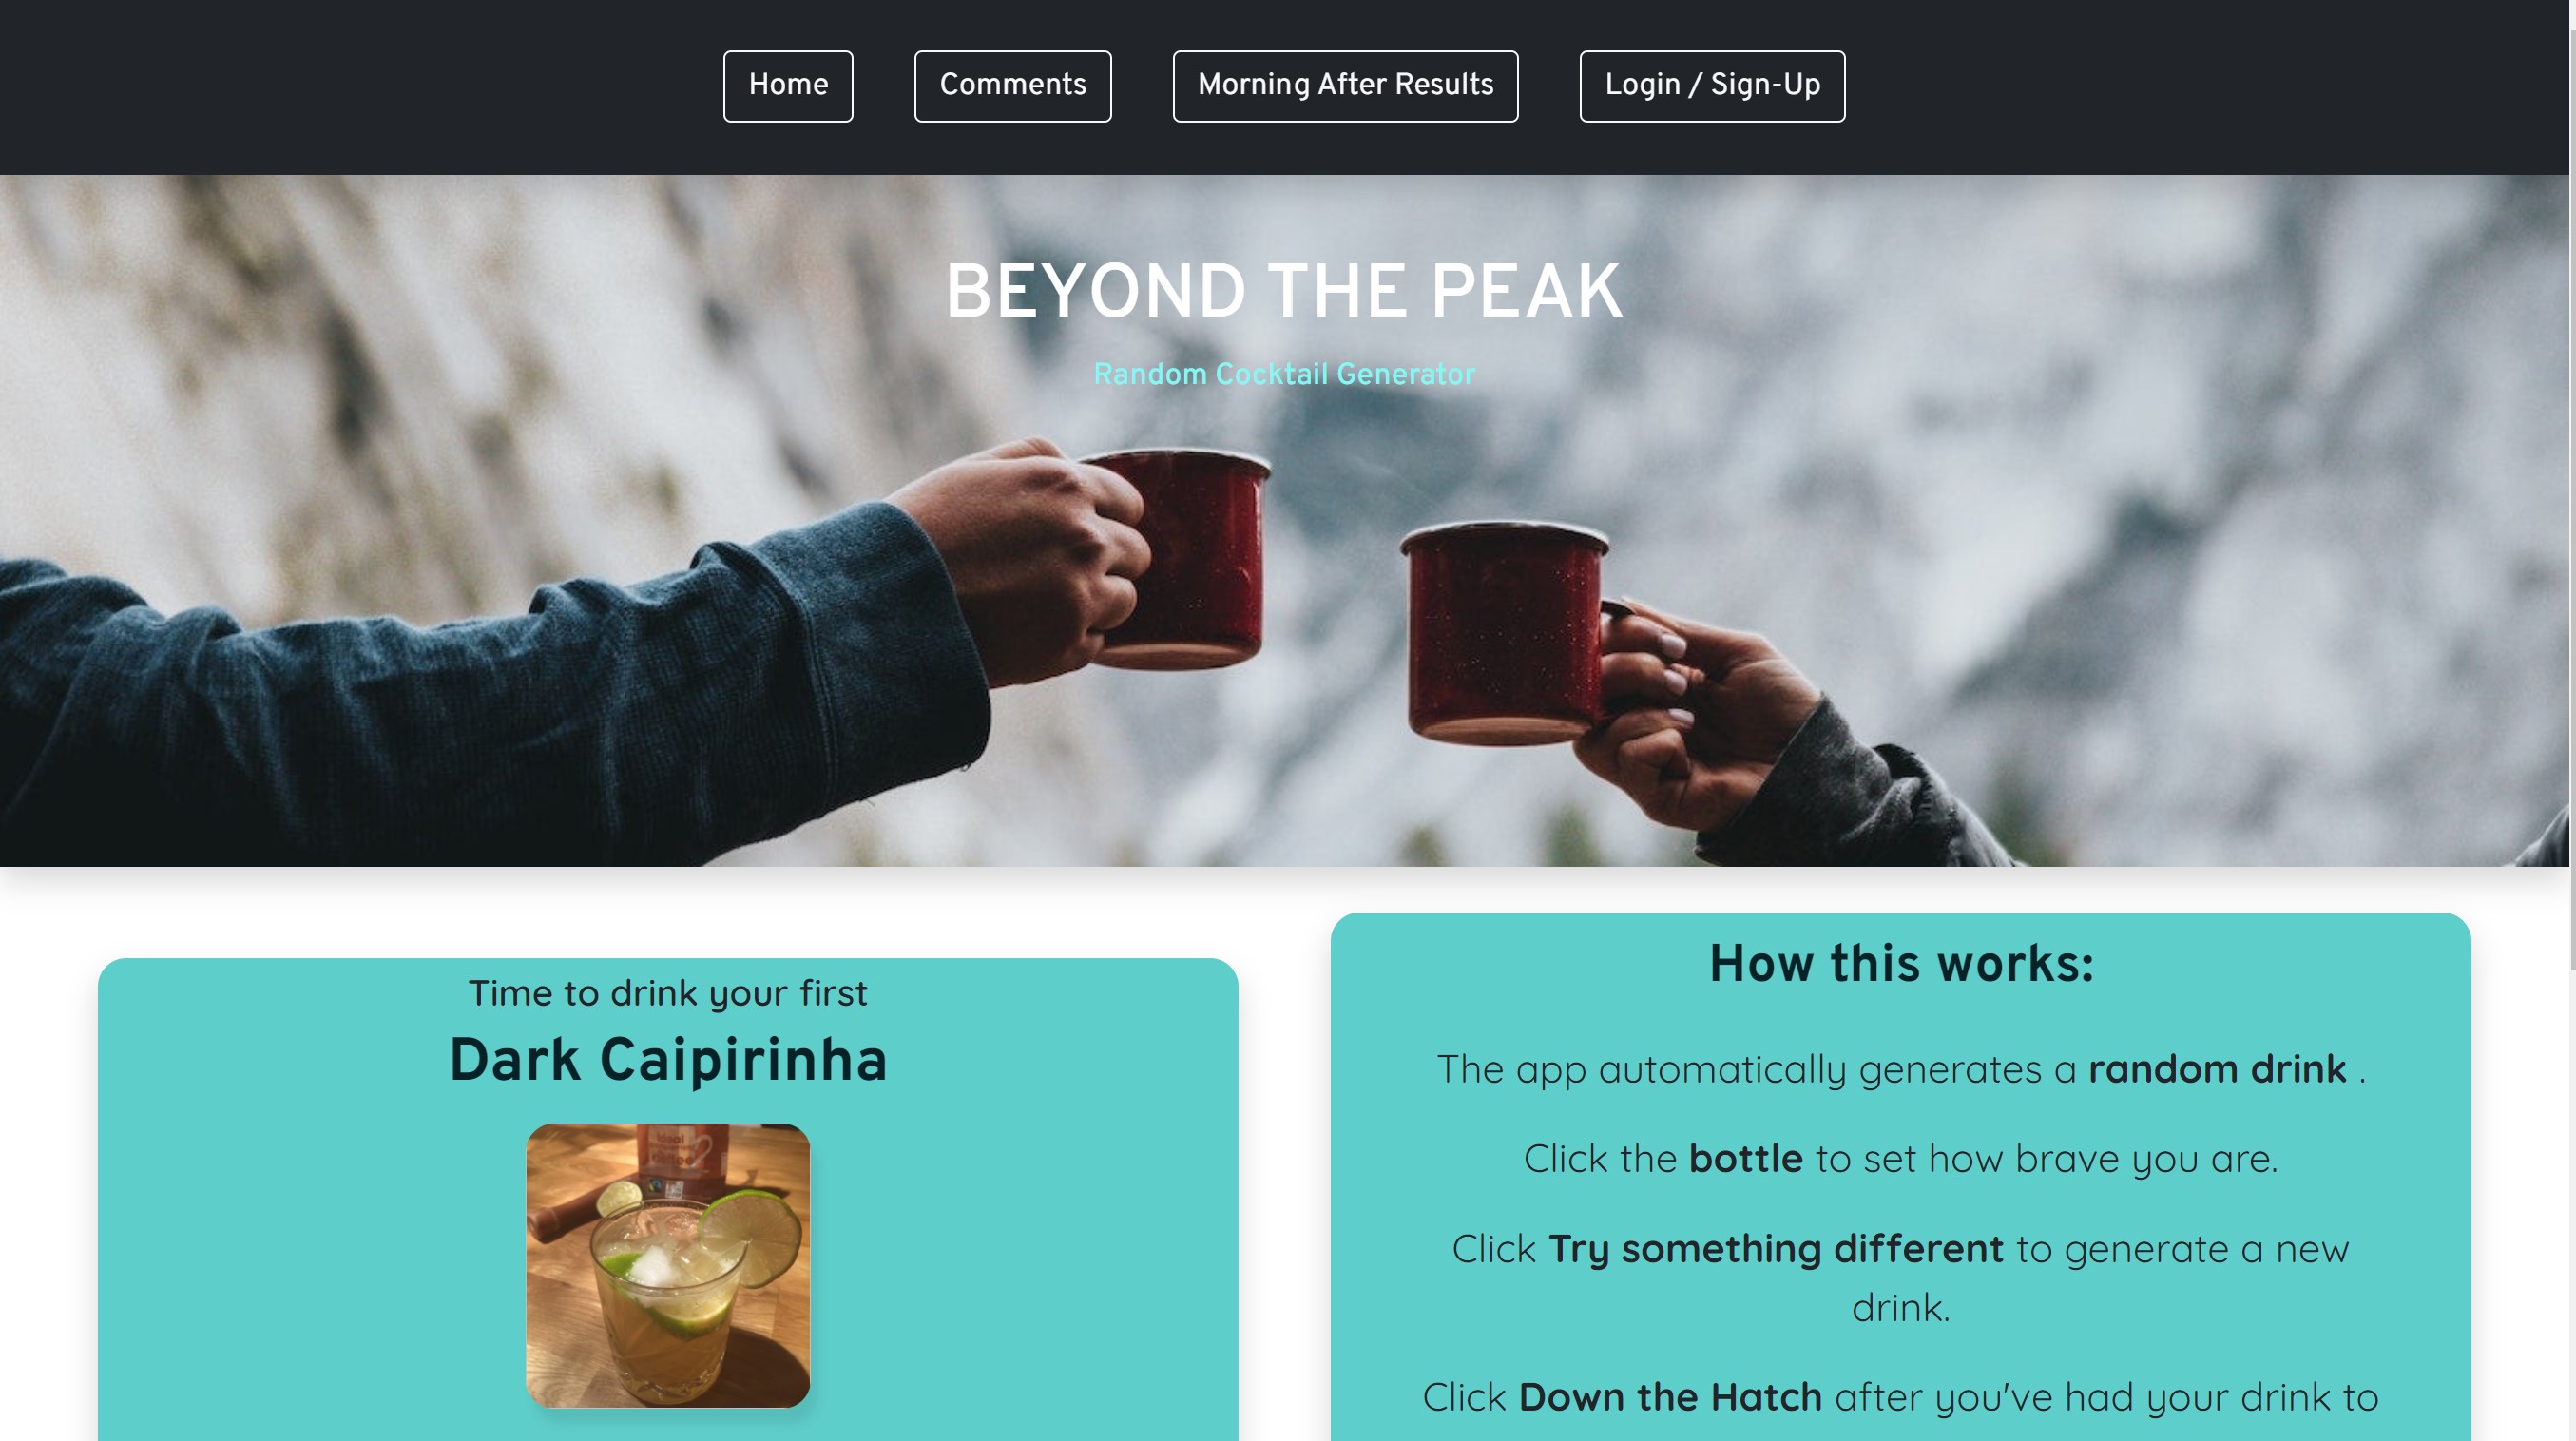 Home
Comments
Morning After Results
Login / Sign-Up
BEYOND THE PEAK
Random Cocktail Generator
Time to drink your first
Dark Caipirinha
How this works:
The app automatically generates a random drink .
Click the bottle to set how brave you are.
Click Try something different to generate a new
drink.
Click Down the Hatch after you've had your drink to